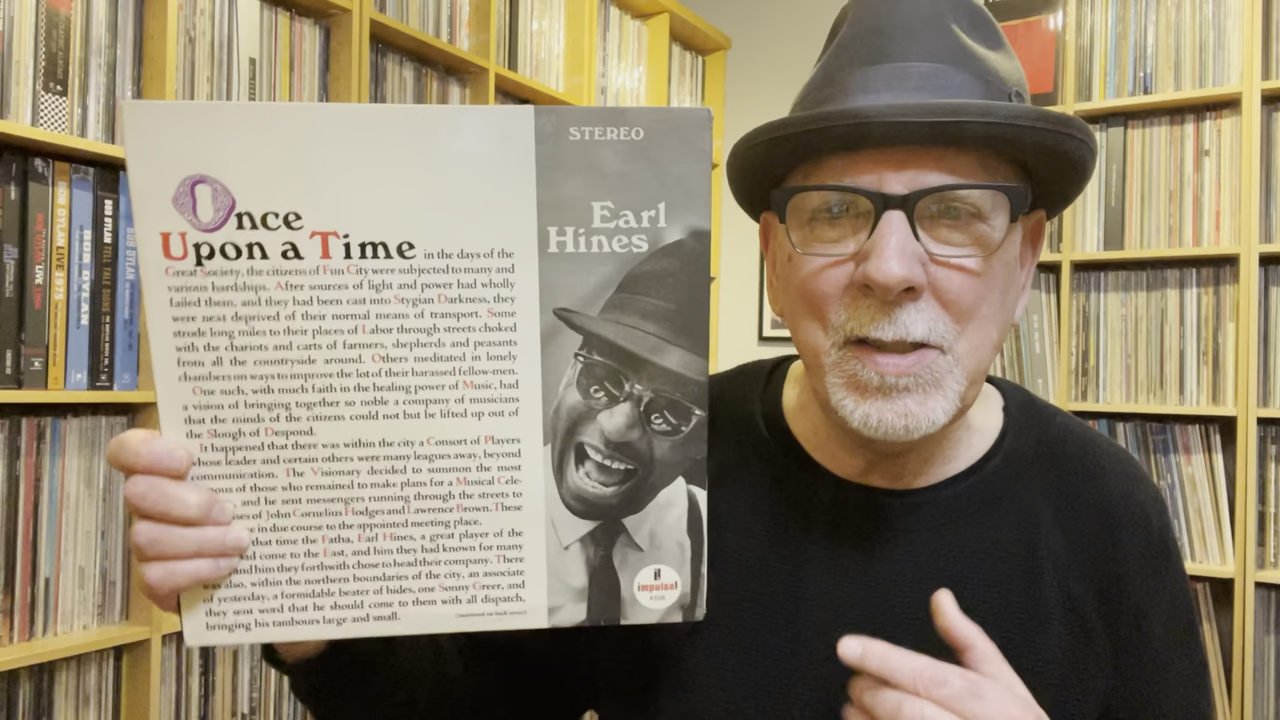 STEREO
Earl
Hines
Once
Upon a Time in the days of the
Great Society, the citizens of Fun City were subjected to many and
various hardships. After sources of light and power had wholly
failed them, and they had been cast into Stygian Darkness, they
were next deprived of their normal means of transport. Some
strode long miles to their places of Labor through streets choked
with the chariots and carts of farmers, shepherds and peasants
from all the countryside around. Others meditated in lonely
chambers on ways to improve the lot of their harassed fellow-men.
One such, with much faith in the healing power of Music, had
a vision of bringing together so noble a company of musicians
that the minds of the citizens could not but be lifted up out of
the Slough of Despond.
It happened that there was within the city a Consort of Players
whose leader and certain others were many leagues away, beyond
communication. The Visionary decided to summon the most
of those who remained to make plans for a Musical Cele-
and he sent messengers running through the streets to
of John Cornelius Hodges and Lawrence Brown. These
in due course to the appointed meeting place.
that time the Fatha, Earl Hines, a great player of the
had come to the East, and him they had known for many
and him they forthwith chose to head their company. There
was also, within the northern boundaries of the city, an associate
of yesterday, a formidable beater of hides, one Sonny Greer, and
they sent word that he should come to them with all dispatch,
bringing his tambours large and small.
impulse!
BOB DYLAN LIVE 1975
BOB DYLAN
BOB DYLAN TELL TALE SIGNS
BOB DYLAN